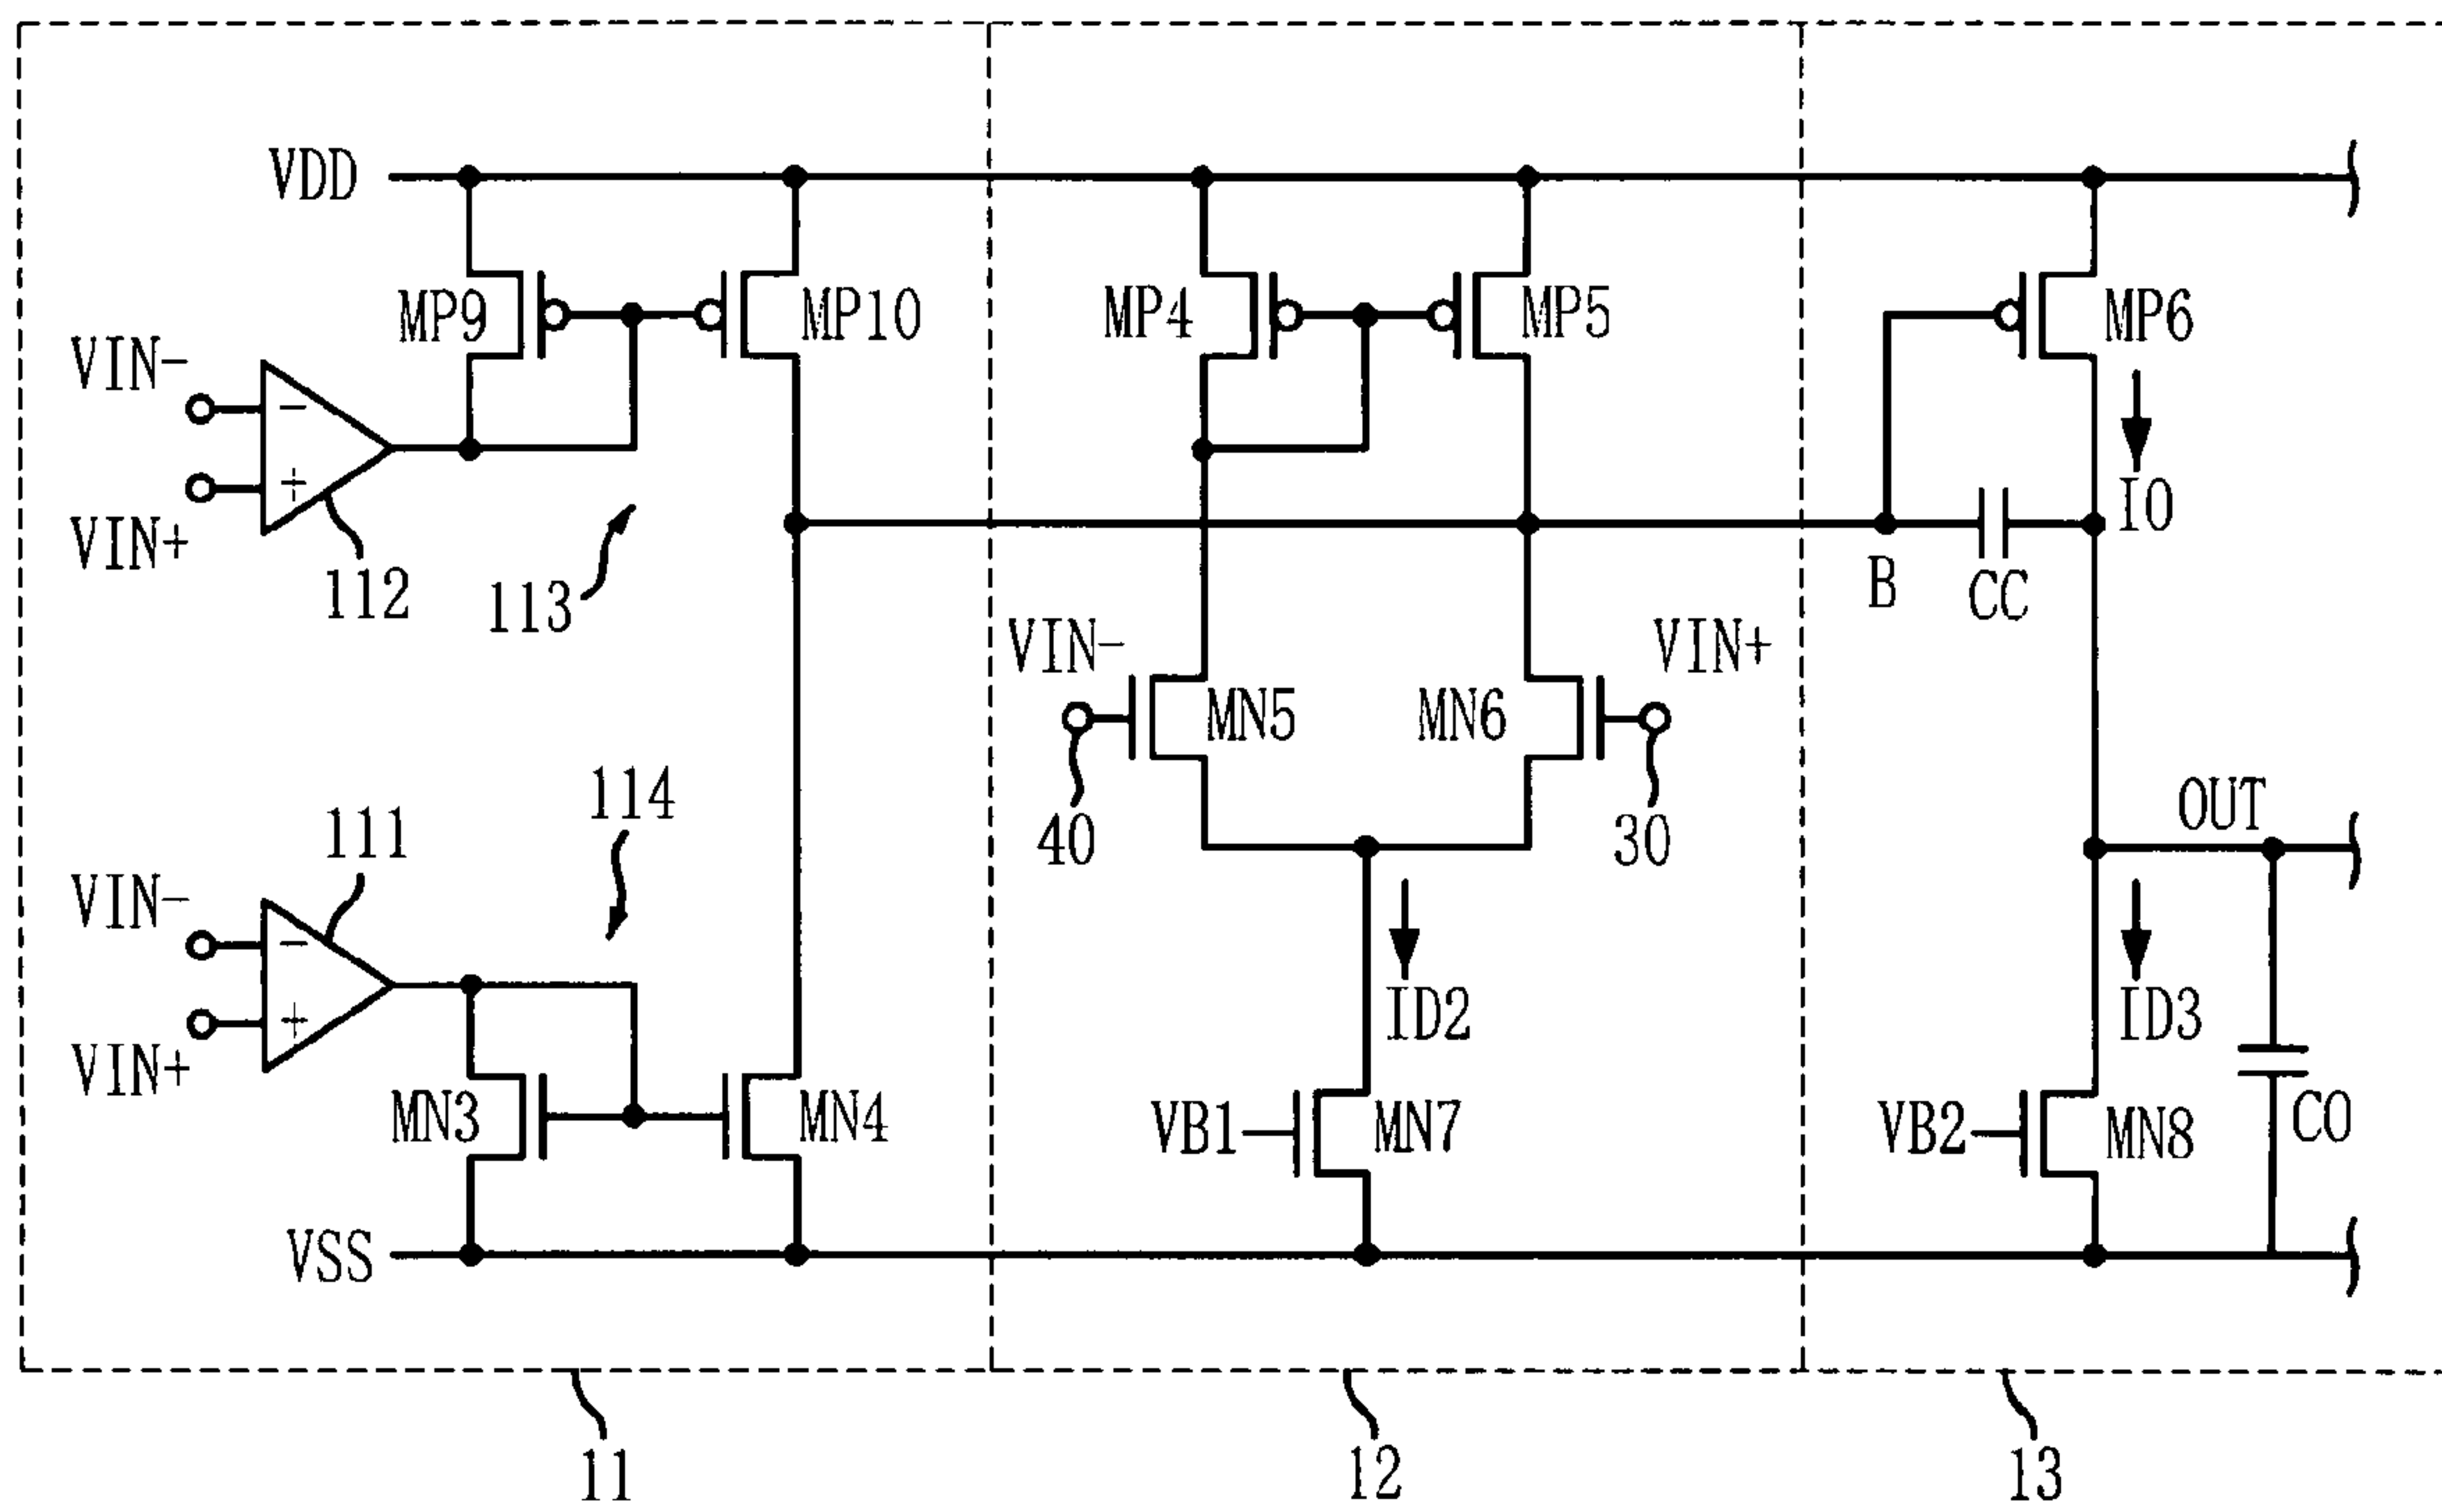 VDD
MP9
MP10
MP4
MP5
MP6
VIN-
-
+
VIN+
112
113
IO
B
CC
VIN-
VIN+
MN5
MN6
40
30
114
111
VIN-
-
+
VIN+
OUT
ID2
ID3
MN3
MN4
VB1
MN7
VB2
MN8
CO
VSS
11
12
13